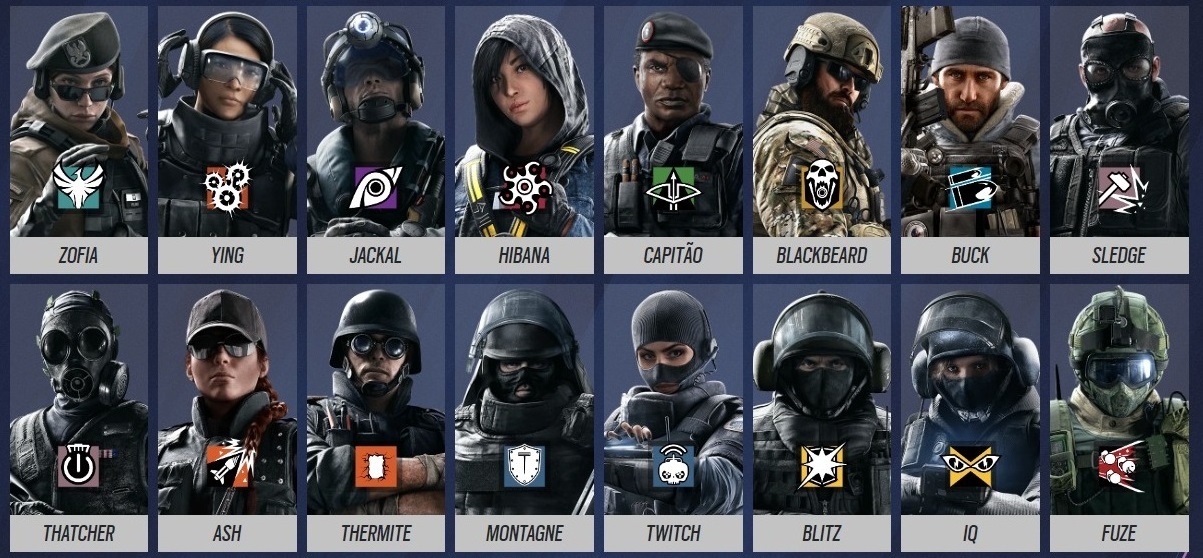 ZOFIA
YING
JACKAL
HIBANA
CAPITÃO
BLACKBEARD
BUCK
SLEDGE
THATCHER
ASH
THERMITE
MONTAGNE
TWITCH
BLITZ
IQ
FUZE